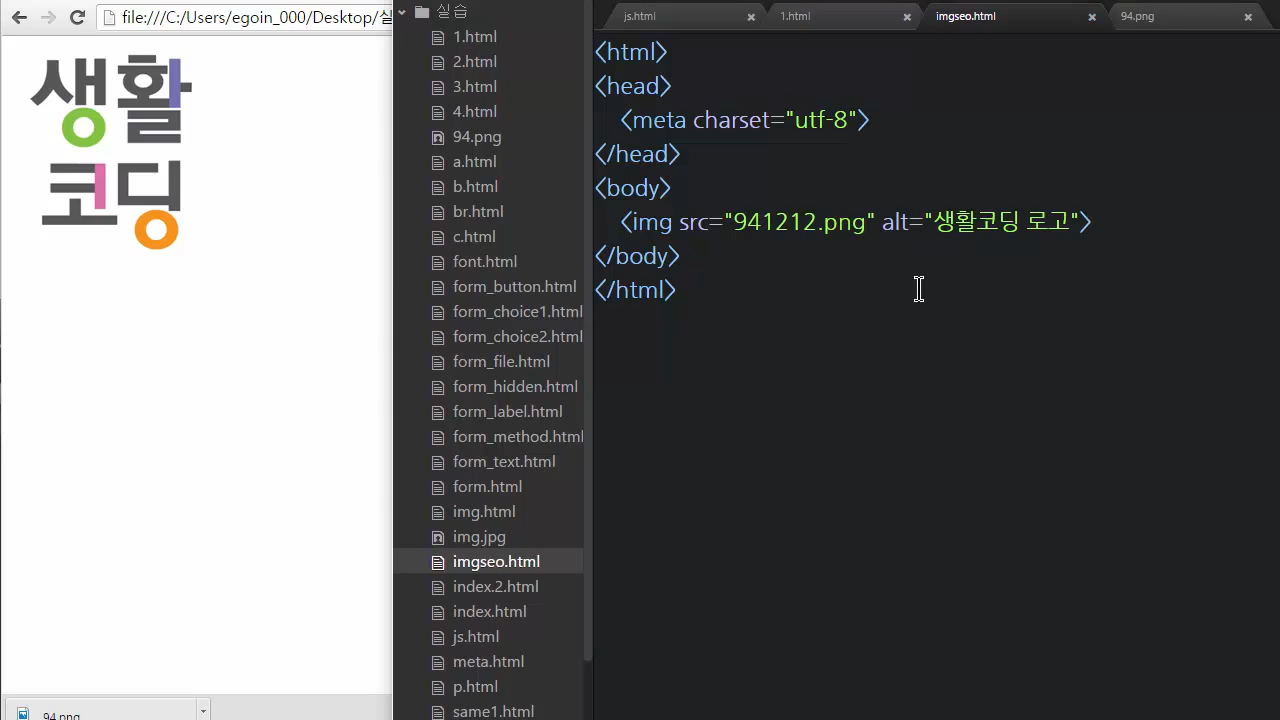 file:///C:/Users/egoin_000/Desktop/실
생활
코딩
94.png
실습
1.html
2.html
3.html
4.html
94.png
a.html
b.html
br.html
c.html
font.html
form_button.html
form_choice1.html
form_choice2.html
form_file.html
form_hidden.html
form_label.html
form_method.html
form_text.html
form.html
img.html
img.jpg
imgseo.html
index.2.html
index.html
js.html
meta.html
p.html
same1.html
js.html 1.html imgseo.html 94.png
<html>
<head>
<meta charset="utf-8">
</head>
<body>
<img src="941212.png" alt="생활코딩 로고">
</body>
</html>